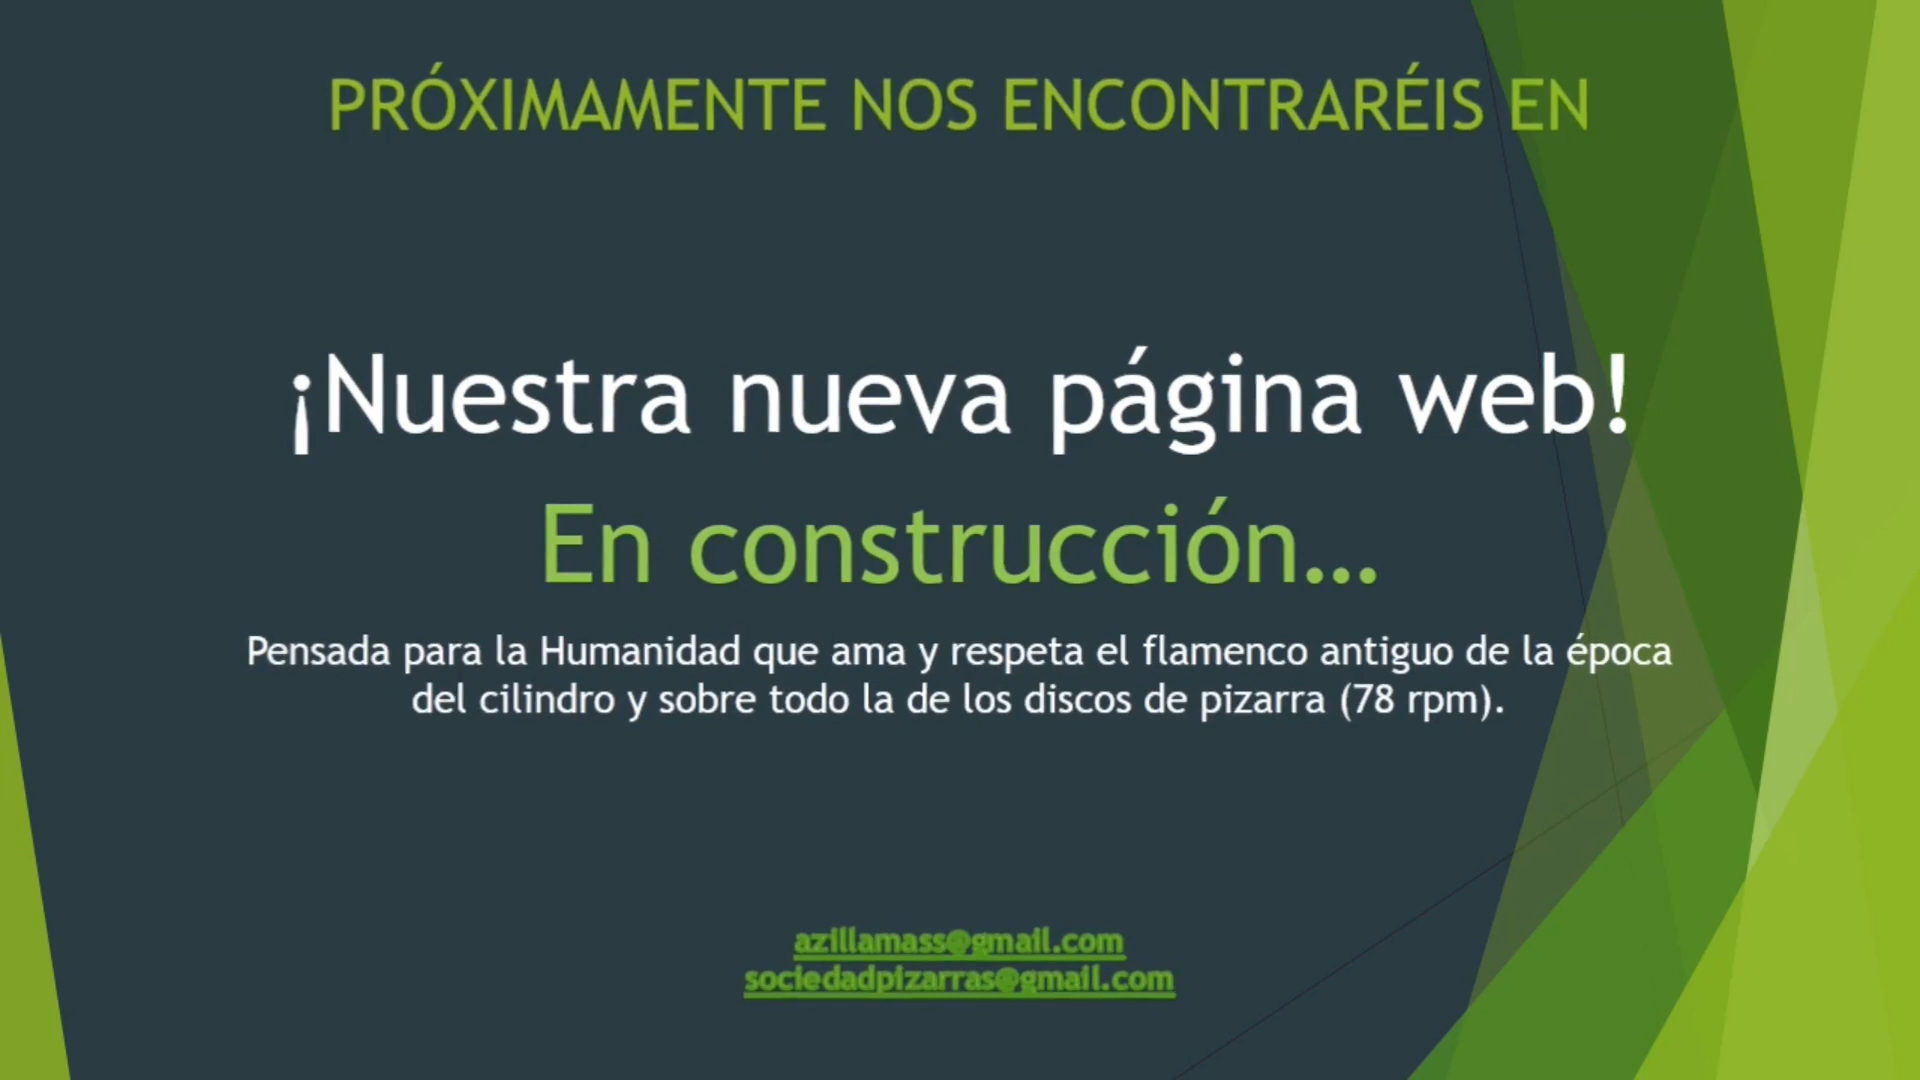 PRÓXIMAMENTE NOS ENCONTRARÉIS EN
¡Nuestra nueva página web!
En construcción...
Pensada para la Humanidad que ama y respeta el flamenco antiguo de la época
del cilindro y sobre todo la de los discos de pizarra (78 rpm).
azillamass@gmail.com
sociedadpizarras@gmail.com